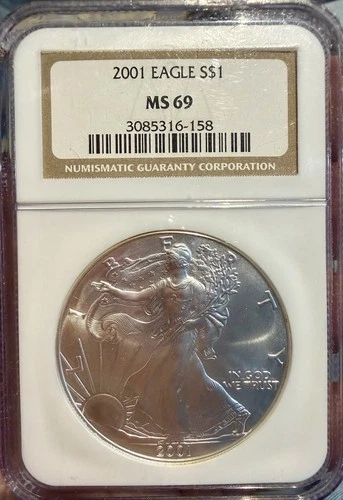 2001 EAGLE S$1
MS 69
3085316-158
NUMISMATIC GUARANTY CORPORATION
LIBERTY
IN GOD
WE TRUST
2001